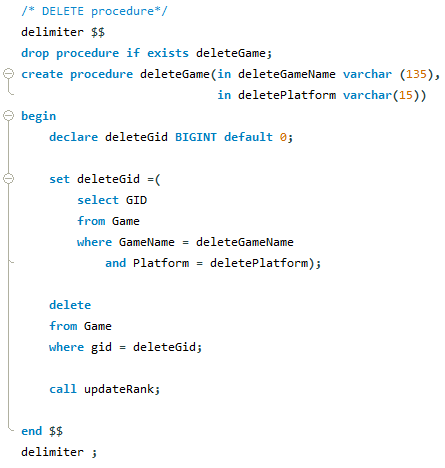 /* DELETE procedure*/
delimiter $$
drop procedure if exists deleteGame;
create procedure deleteGame(in deleteGameName varchar (135),
in deletePlatform varchar(15))
begin
declare deleteGid BIGINT default 0;
set deleteGid =(
select GID
from Game
where GameName = deleteGameName
and Platform = deletePlatform);
delete
from Game
where gid = deleteGid;
call updateRank;
end $$
delimiter ;